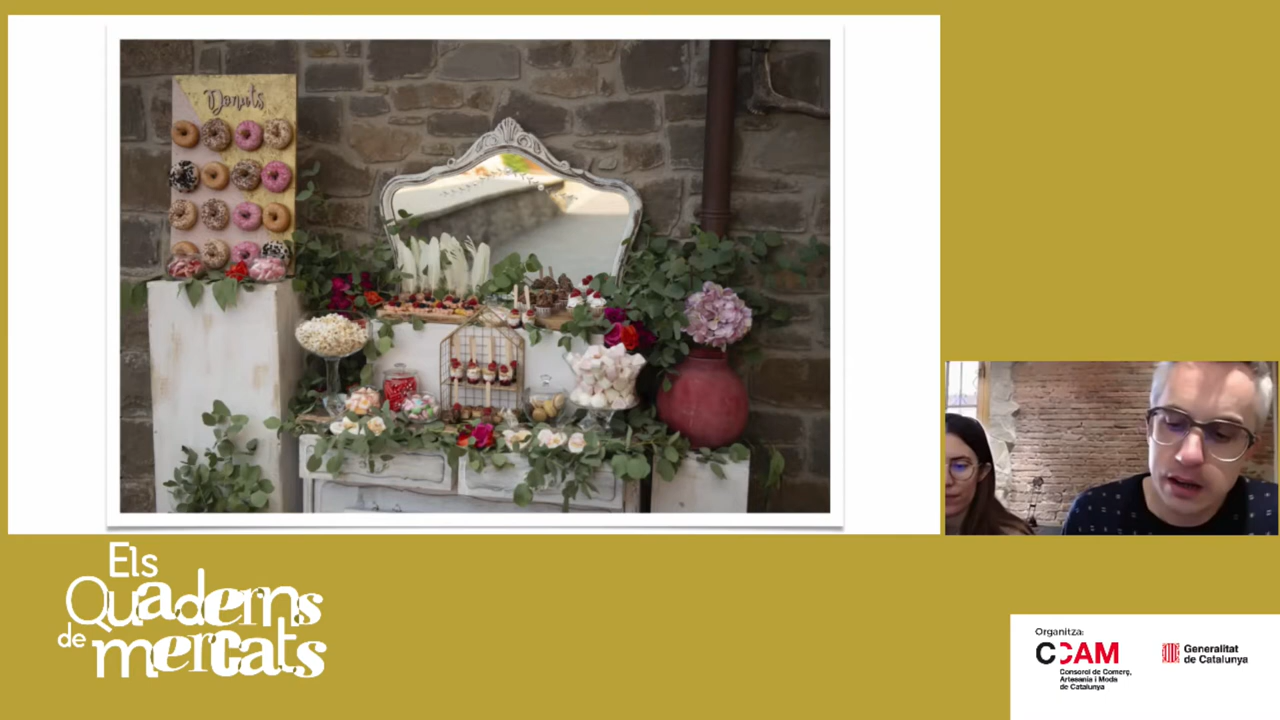 Donuts
Els
Quaderns
de mercats
Organitza:
CCAM
Consorci de Comerç,
Artesania i Moda
de Catalunya
Generalitat
de Catalunya